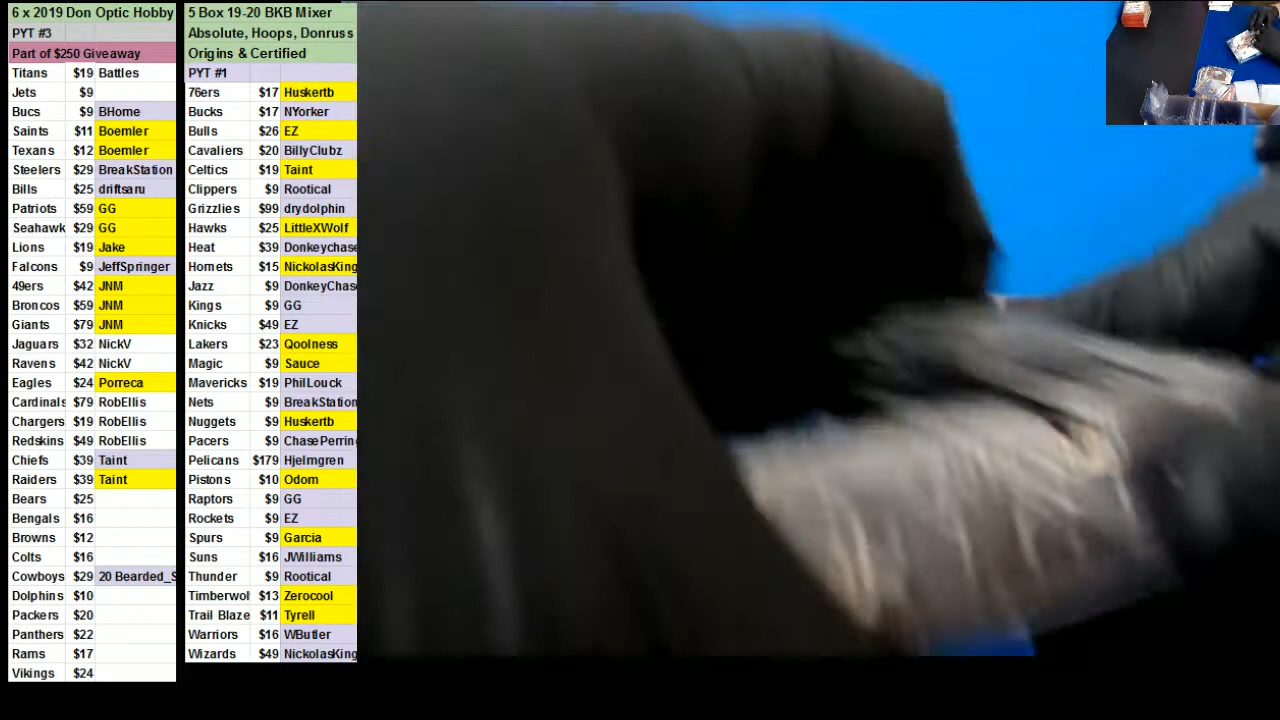 6 x 2019 Don Optic Hobby
PYT #3
Part of $250 Giveaway
Titans $19 Battles
Jets $9
Bucs $9 BHome
Saints $11 Boemler
Texans $12 Boemler
Steelers $29 BreakStation
Bills $25 driftsaru
Patriots $59 GG
Seahawk $29 GG
Lions $19 Jake
Falcons $9 JeffSpringer
49ers $42 JNM
Broncos $59 JNM
Giants $79 JNM
Jaguars $32 NickV
Ravens $42 NickV
Eagles $24 Porreca
Cardinals $79 RobEllis
Chargers $19 RobEllis
Redskins $49 RobEllis
Chiefs $39 Taint
Raiders $39 Taint
Bears $25
Bengals $16
Browns $12
Colts $16
Cowboys $29 20 Bearded_S
Dolphins $10
Packers $20
Panthers $22
Rams $17
Vikings $24
5 Box 19-20 BKB Mixer
Absolute, Hoops, Donruss
Origins & Certified
PYT #1
76ers $17 Huskertb
Bucks $17 NYorker
Bulls $26 EZ
Cavaliers $20 BillyClubz
Celtics $19 Taint
Clippers $9 Rootical
Grizzlies $99 drydolphin
Hawks $25 LittleXWolf
Heat $39 Donkeychase
Hornets $15 NickolasKing
Jazz $9 DonkeyChas
Kings $9 GG
Knicks $49 EZ
Lakers $23 Qoolness
Magic $9 Sauce
Mavericks $19 PhilLouck
Nets $9 BreakStation
Nuggets $9 Huskertb
Pacers $9 ChasePerrin
Pelicans $179 Hjelmgren
Pistons $10 Odom
Raptors $9 GG
Rockets $9 EZ
Spurs $9 Garcia
Suns $16 JWilliams
Thunder $9 Rootical
Timberwol $13 Zerocool
Trail Blaze $11 Tyrell
Warriors $16 WButler
Wizards $49 NickolasKing